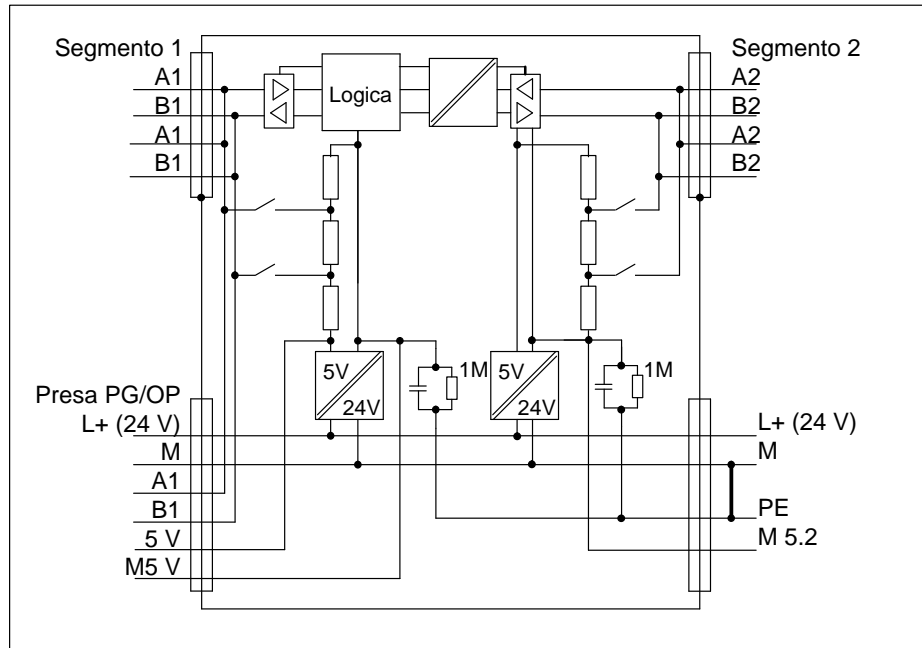 Segmento 1
Segmento 2
A1
A2
B1
Logica
B2
A1
A2
B1
B2
5V
24V
1M
5V
24V
1M
Presa PG/OP
L+ (24 V)
L+ (24 V)
M
M
A1
B1
PE
5 V
M 5.2
M5 V